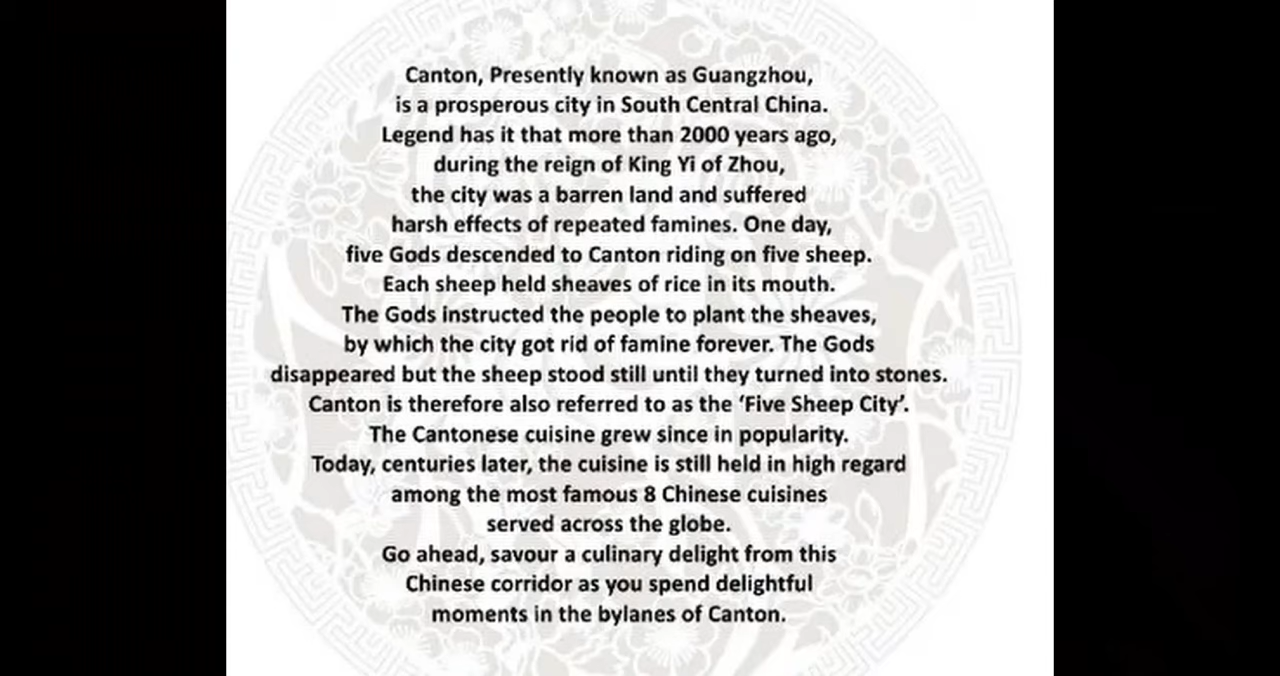 Canton, Presently known as Guangzhou,
is a prosperous city in South Central China.
Legend has it that more than 2000 years ago,
during the reign of King Yi of Zhou,
the city was a barren land and suffered
harsh effects of repeated famines. One day,
five Gods descended to Canton riding on five sheep.
Each sheep held sheaves of rice in its mouth.
The Gods instructed the people to plant the sheaves,
by which the city got rid of famine forever. The Gods
disappeared but the sheep stood still until they turned into stones.
Canton is therefore also referred to as the ‘Five Sheep City’.
The Cantonese cuisine grew since in popularity.
Today, centuries later, the cuisine is still held in high regard
among the most famous 8 Chinese cuisines
served across the globe.
Go ahead, savour a culinary delight from this
Chinese corridor as you spend delightful
moments in the bylanes of Canton.